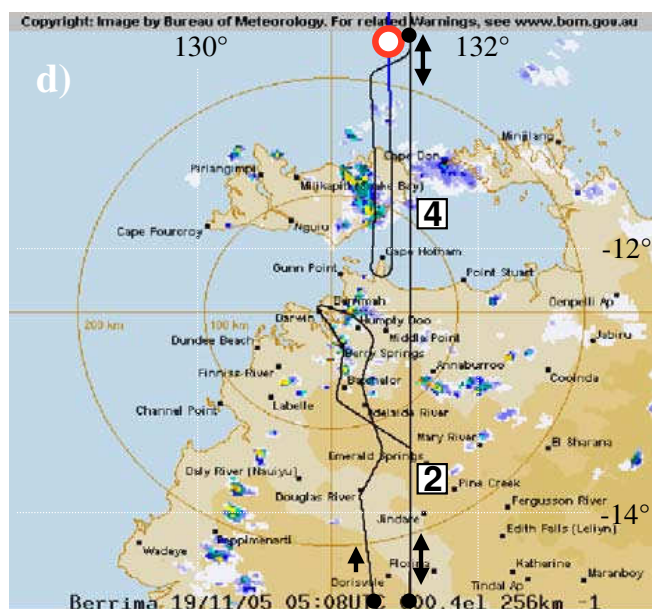 Copyright: Image by Bureau of Meteorology. For related Warnings, see www.bom.gov.au
130° 132°
d)
Minjilang
Cape Don
Pirlangimpi
Milikapiti (Snake Bay)
4
Nguiu
Cape Fourcroy
-12°
Cape Hotham
Gunn Point
Point Stuart
Berrimah
Oenpelli Ap
200 km 100 km
Darwin
Humpty Doo
Middle Point
Jabiru
Dundee Beach
Berry Springs
Annaburroo
Finniss River
Batchelor
Cooinda
Labelle
Channel Point
Adelaide River
Mary River
El Sharana
Emerald Springs
Daly River (Nauiyu)
2
Pine Creek
Douglas River
Fergusson River
Jindare
-14°
Edith Falls (Leliyn)
Peppimenarti
Wadeye
Florina
Katherine
Dorisvale
Tindal Ap
Maranboy
Berrima 19/11/05 05:08UTC 00.4el 256km -1